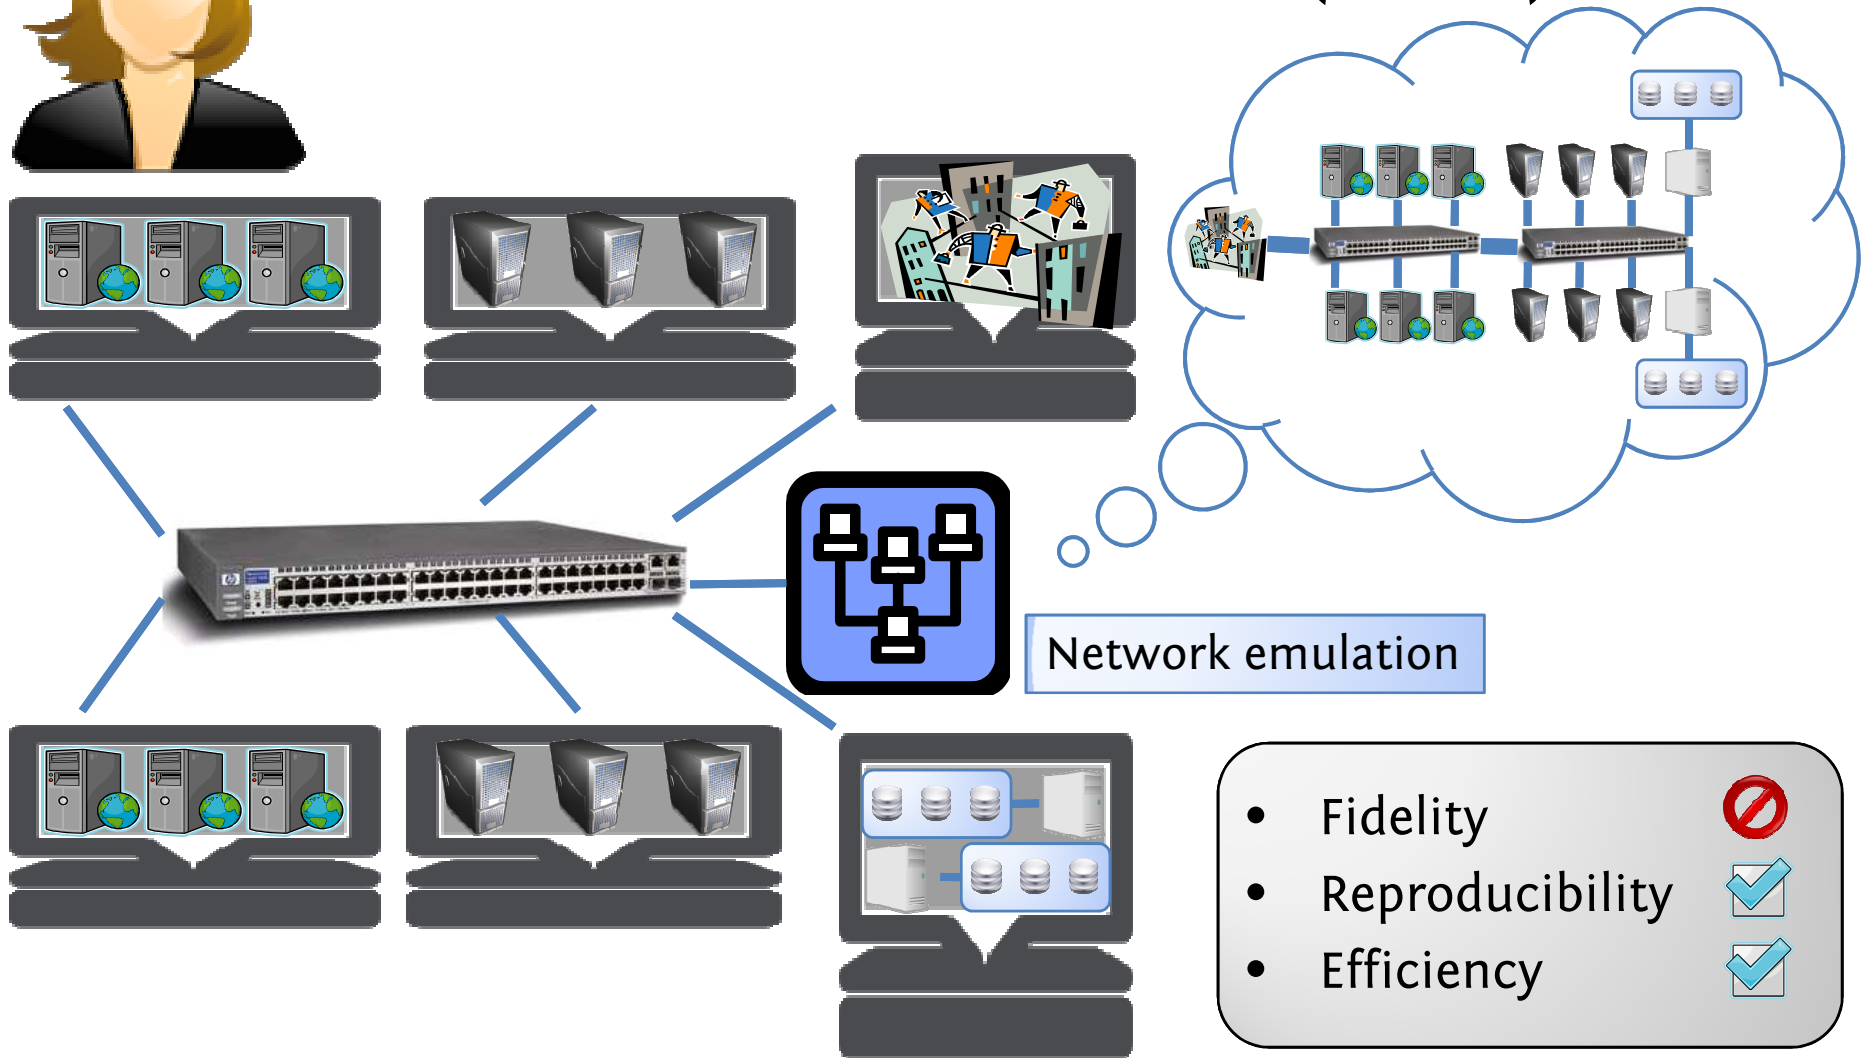 Network emulation
• Fidelity
• Reproducibility
• Efficiency